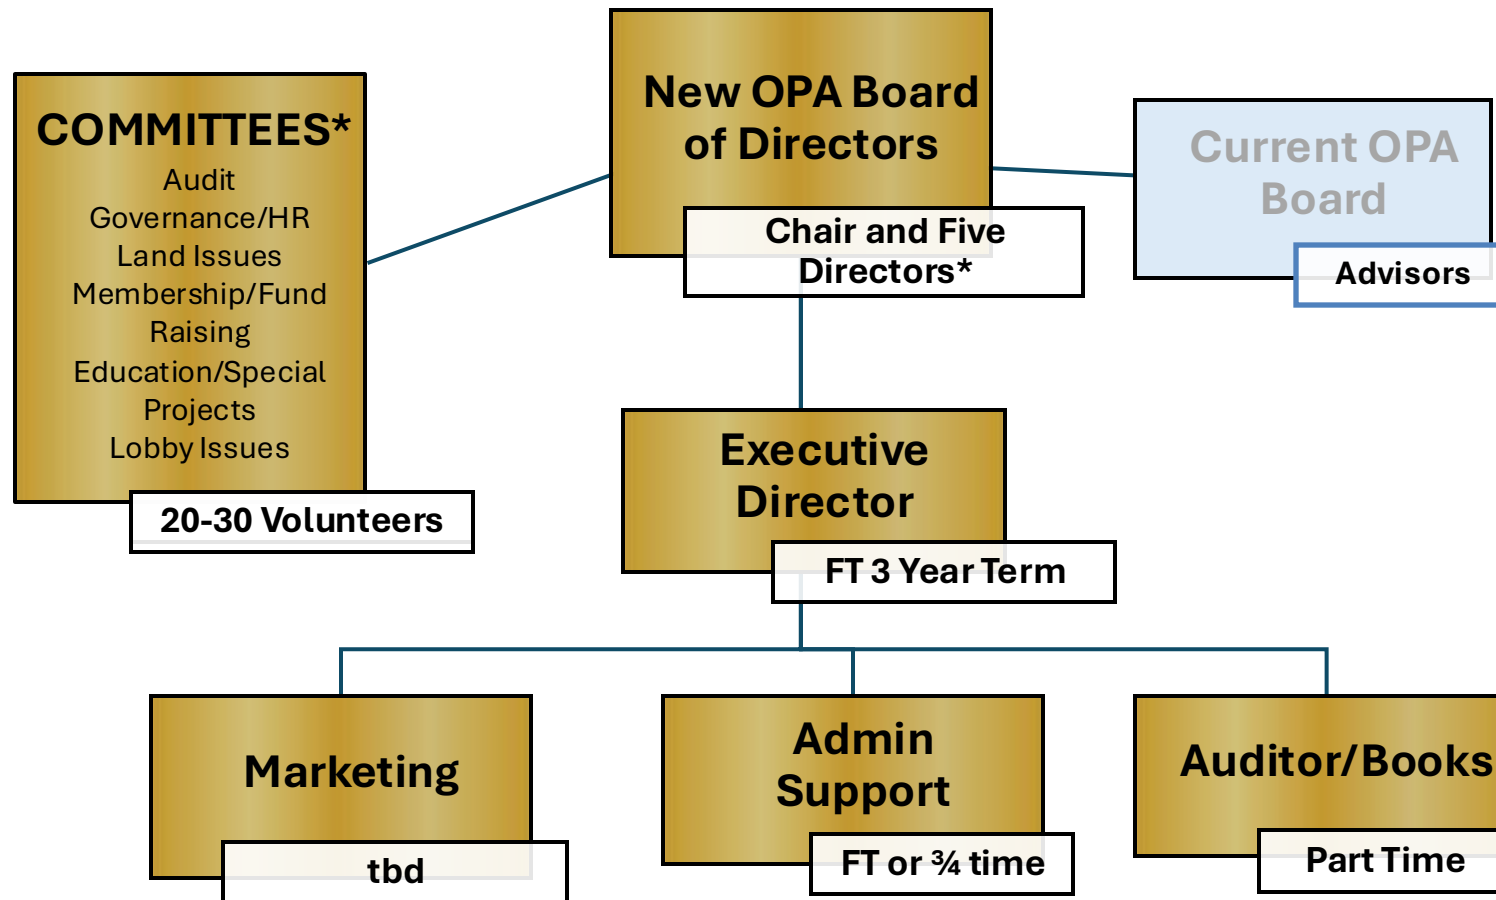 COMMITTEES*
Audit
Governance/HR
Land Issues
Membership/Fund
Raising
Education/Special
Projects
Lobby Issues
20-30 Volunteers
New OPA Board
of Directors
Chair and Five
Directors*
Current OPA
Board
Advisors
Executive
Director
FT 3 Year Term
Marketing
tbd
Admin
Support
FT or ¾ time
Auditor/Books
Part Time